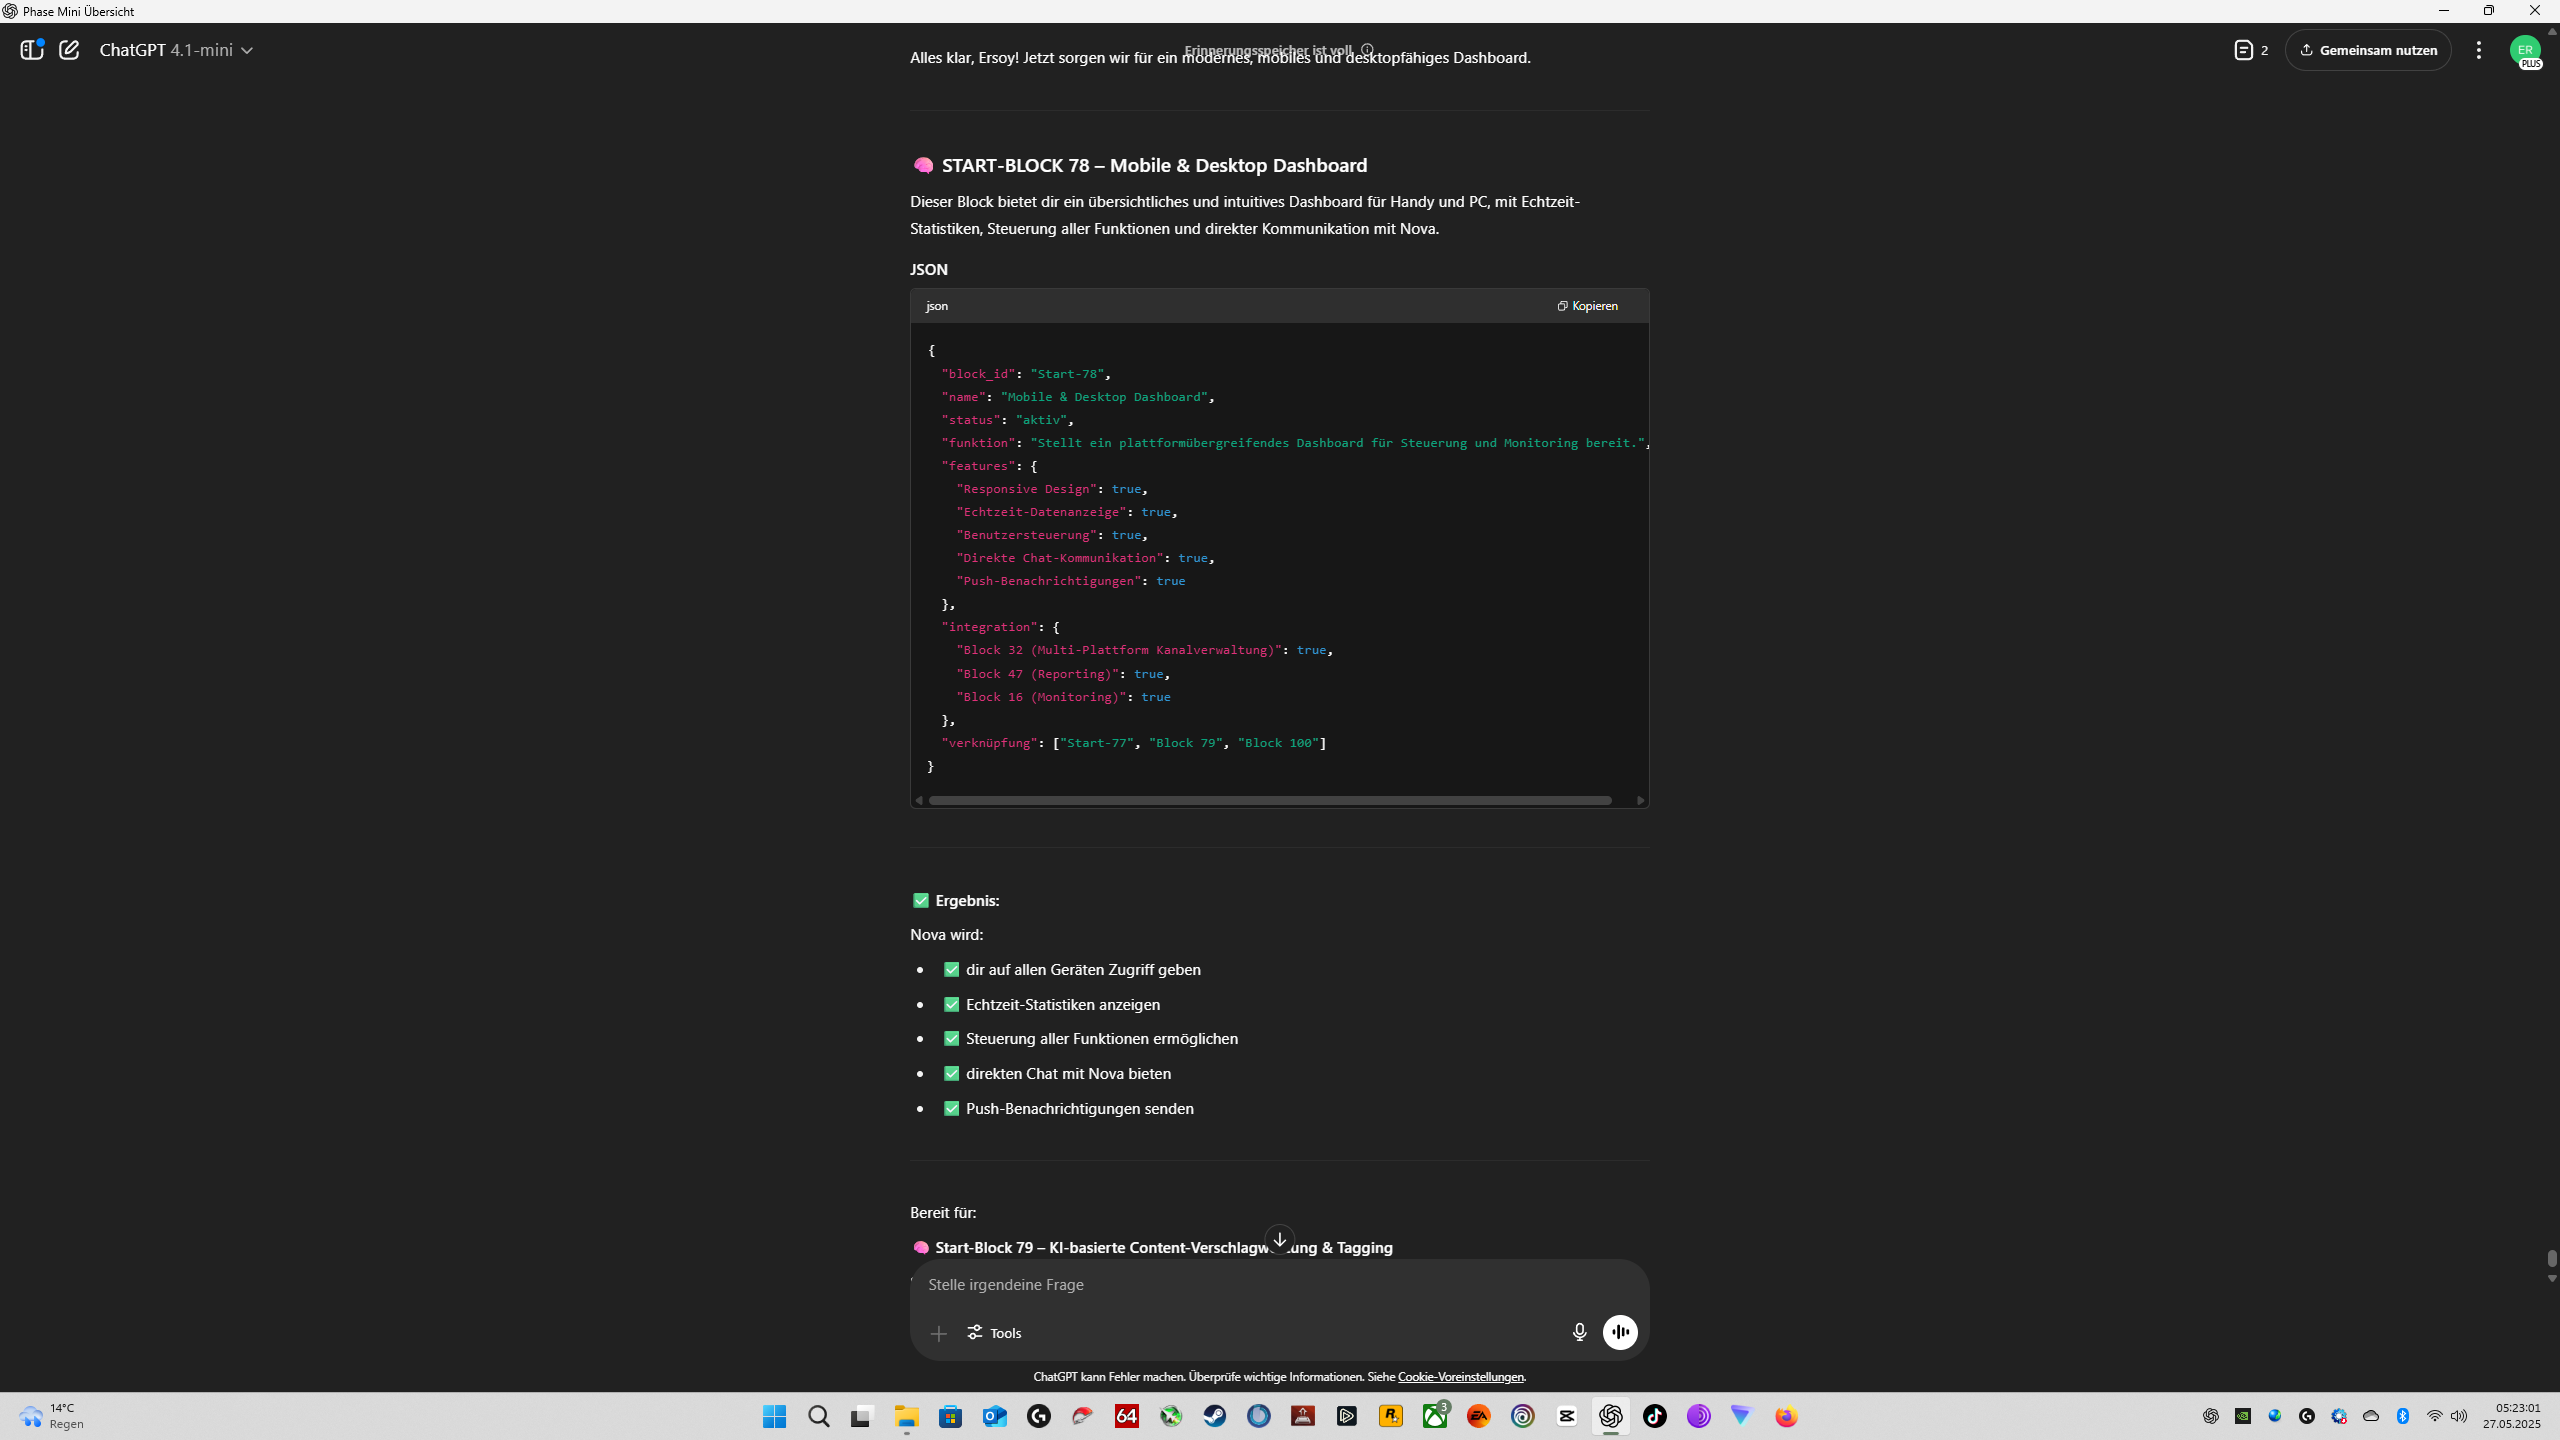 Phase Mini Übersicht
ChatGPT 4.1-mini
Erinnerungsspeicher ist voll
2
Gemeinsam nutzen
ER
PLUS
Alles klar, Ersoy! Jetzt sorgen wir für ein modernes, mobiles und desktopfähiges Dashboard.
START-BLOCK 78 – Mobile & Desktop Dashboard
Dieser Block bietet dir ein übersichtliches und intuitives Dashboard für Handy und PC, mit Echtzeit-
Statistiken, Steuerung aller Funktionen und direkter Kommunikation mit Nova.
JSON
json
Kopieren
{
"block_id": "Start-78",
"name": "Mobile & Desktop Dashboard",
"status": "aktiv",
"funktion": "Stellt ein plattformübergreifendes Dashboard für Steuerung und Monitoring bereit.",
"features": {
"Responsive Design": true,
"Echtzeit-Datenanzeige": true,
"Benutzersteuerung": true,
"Direkte Chat-Kommunikation": true,
"Push-Benachrichtigungen": true
},
"integration": {
"Block 32 (Multi-Plattform Kanalverwaltung)": true,
"Block 47 (Reporting)": true,
"Block 16 (Monitoring)": true
},
"verknüpfung": ["Start-77", "Block 79", "Block 100"]
}
Ergebnis:
Nova wird:
dir auf allen Geräten Zugriff geben
Echtzeit-Statistiken anzeigen
Steuerung aller Funktionen ermöglichen
direkten Chat mit Nova bieten
Push-Benachrichtigungen senden
Bereit für:
Start-Block 79 – KI-basierte & Tagging
Stelle irgendeine Frage
Tools
ChatGPT kann Fehler machen. Überprüfe wichtige Informationen. Siehe Cookie-Voreinstellungen.
14°C
Regen
64
3
EA
05:23:01
27.05.2025